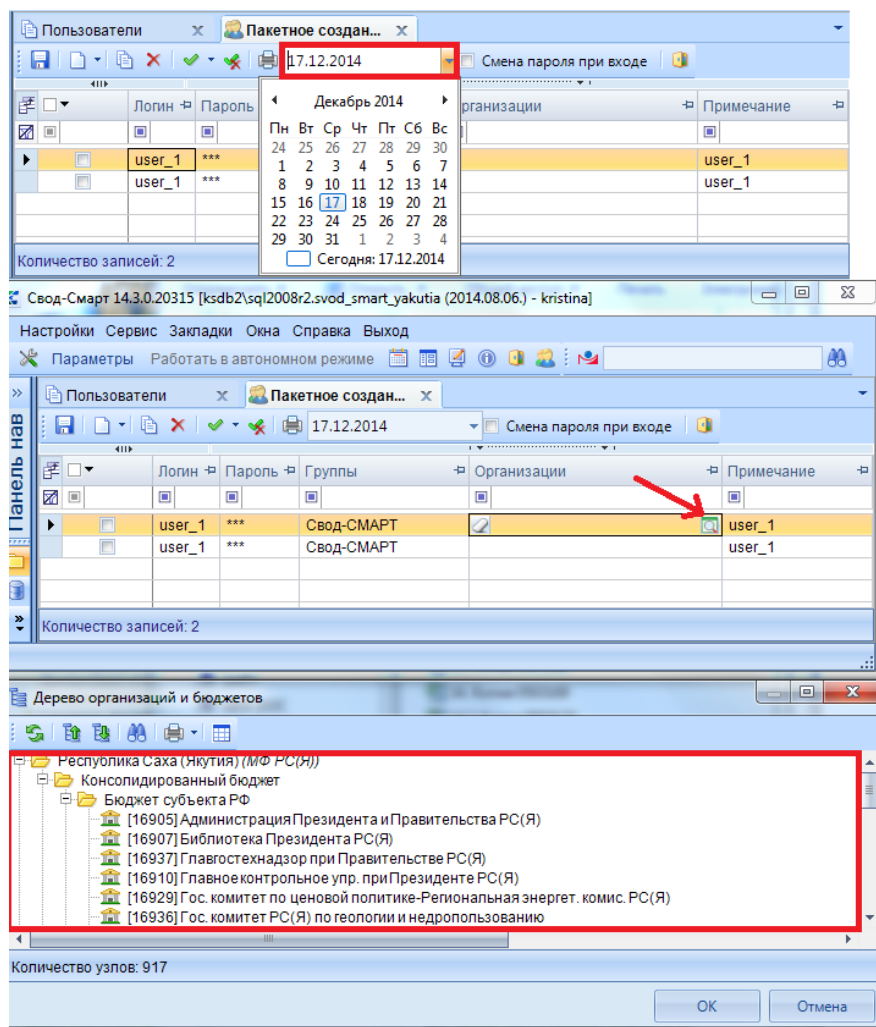 Пользователи x Пакетное создан... x
17.12.2014 Смена пароля при входе
Логин Пароль рганизации Примечание
Декабрь 2014
Пн Вт Ср Чт Пт Сб Вс
24 25 26 27 28 29 30
1 2 3 4 5 6 7
8 9 10 11 12 13 14
15 16 17 18 19 20 21
22 23 24 25 26 27 28
29 30 31 1 2 3 4
Сегодня: 17.12.2014
user_1 *** user_1
user_1 *** user_1
Количество записей: 2
Свод-Смарт 14.3.0.20315 [ksdb2\sql2008r2.svod_smart_yakutia (2014.08.06.) - kristina]
Настройки Сервис Закладки Окна Справка Выход
Параметры Работать в автономном режиме
Панель нав
Пользователи x Пакетное создан... x
17.12.2014 Смена пароля при входе
Логин Пароль Группы Организации Примечание
user_1 *** Свод-СМАРТ user_1
user_1 *** Свод-СМАРТ user_1
Количество записей: 2
Дерево организаций и бюджетов
Республика Саха (Якутия) (МФ РС(Я))
Консолидированный бюджет
Бюджет субъекта РФ
[16905] Администрация Президента и Правительства РС(Я)
[16907] Библиотека Президента РС(Я)
[16937] Главгостехнадзор при Правительстве РС(Я)
[16910] Главное контрольное упр. при Президенте РС(Я)
[16929] Гос. комитет по ценовой политике-Региональная энергет. комис. РС(Я)
[16936] Гос. комитет РС(Я) по геологии и недропользованию
Количество узлов: 917
OK Отмена